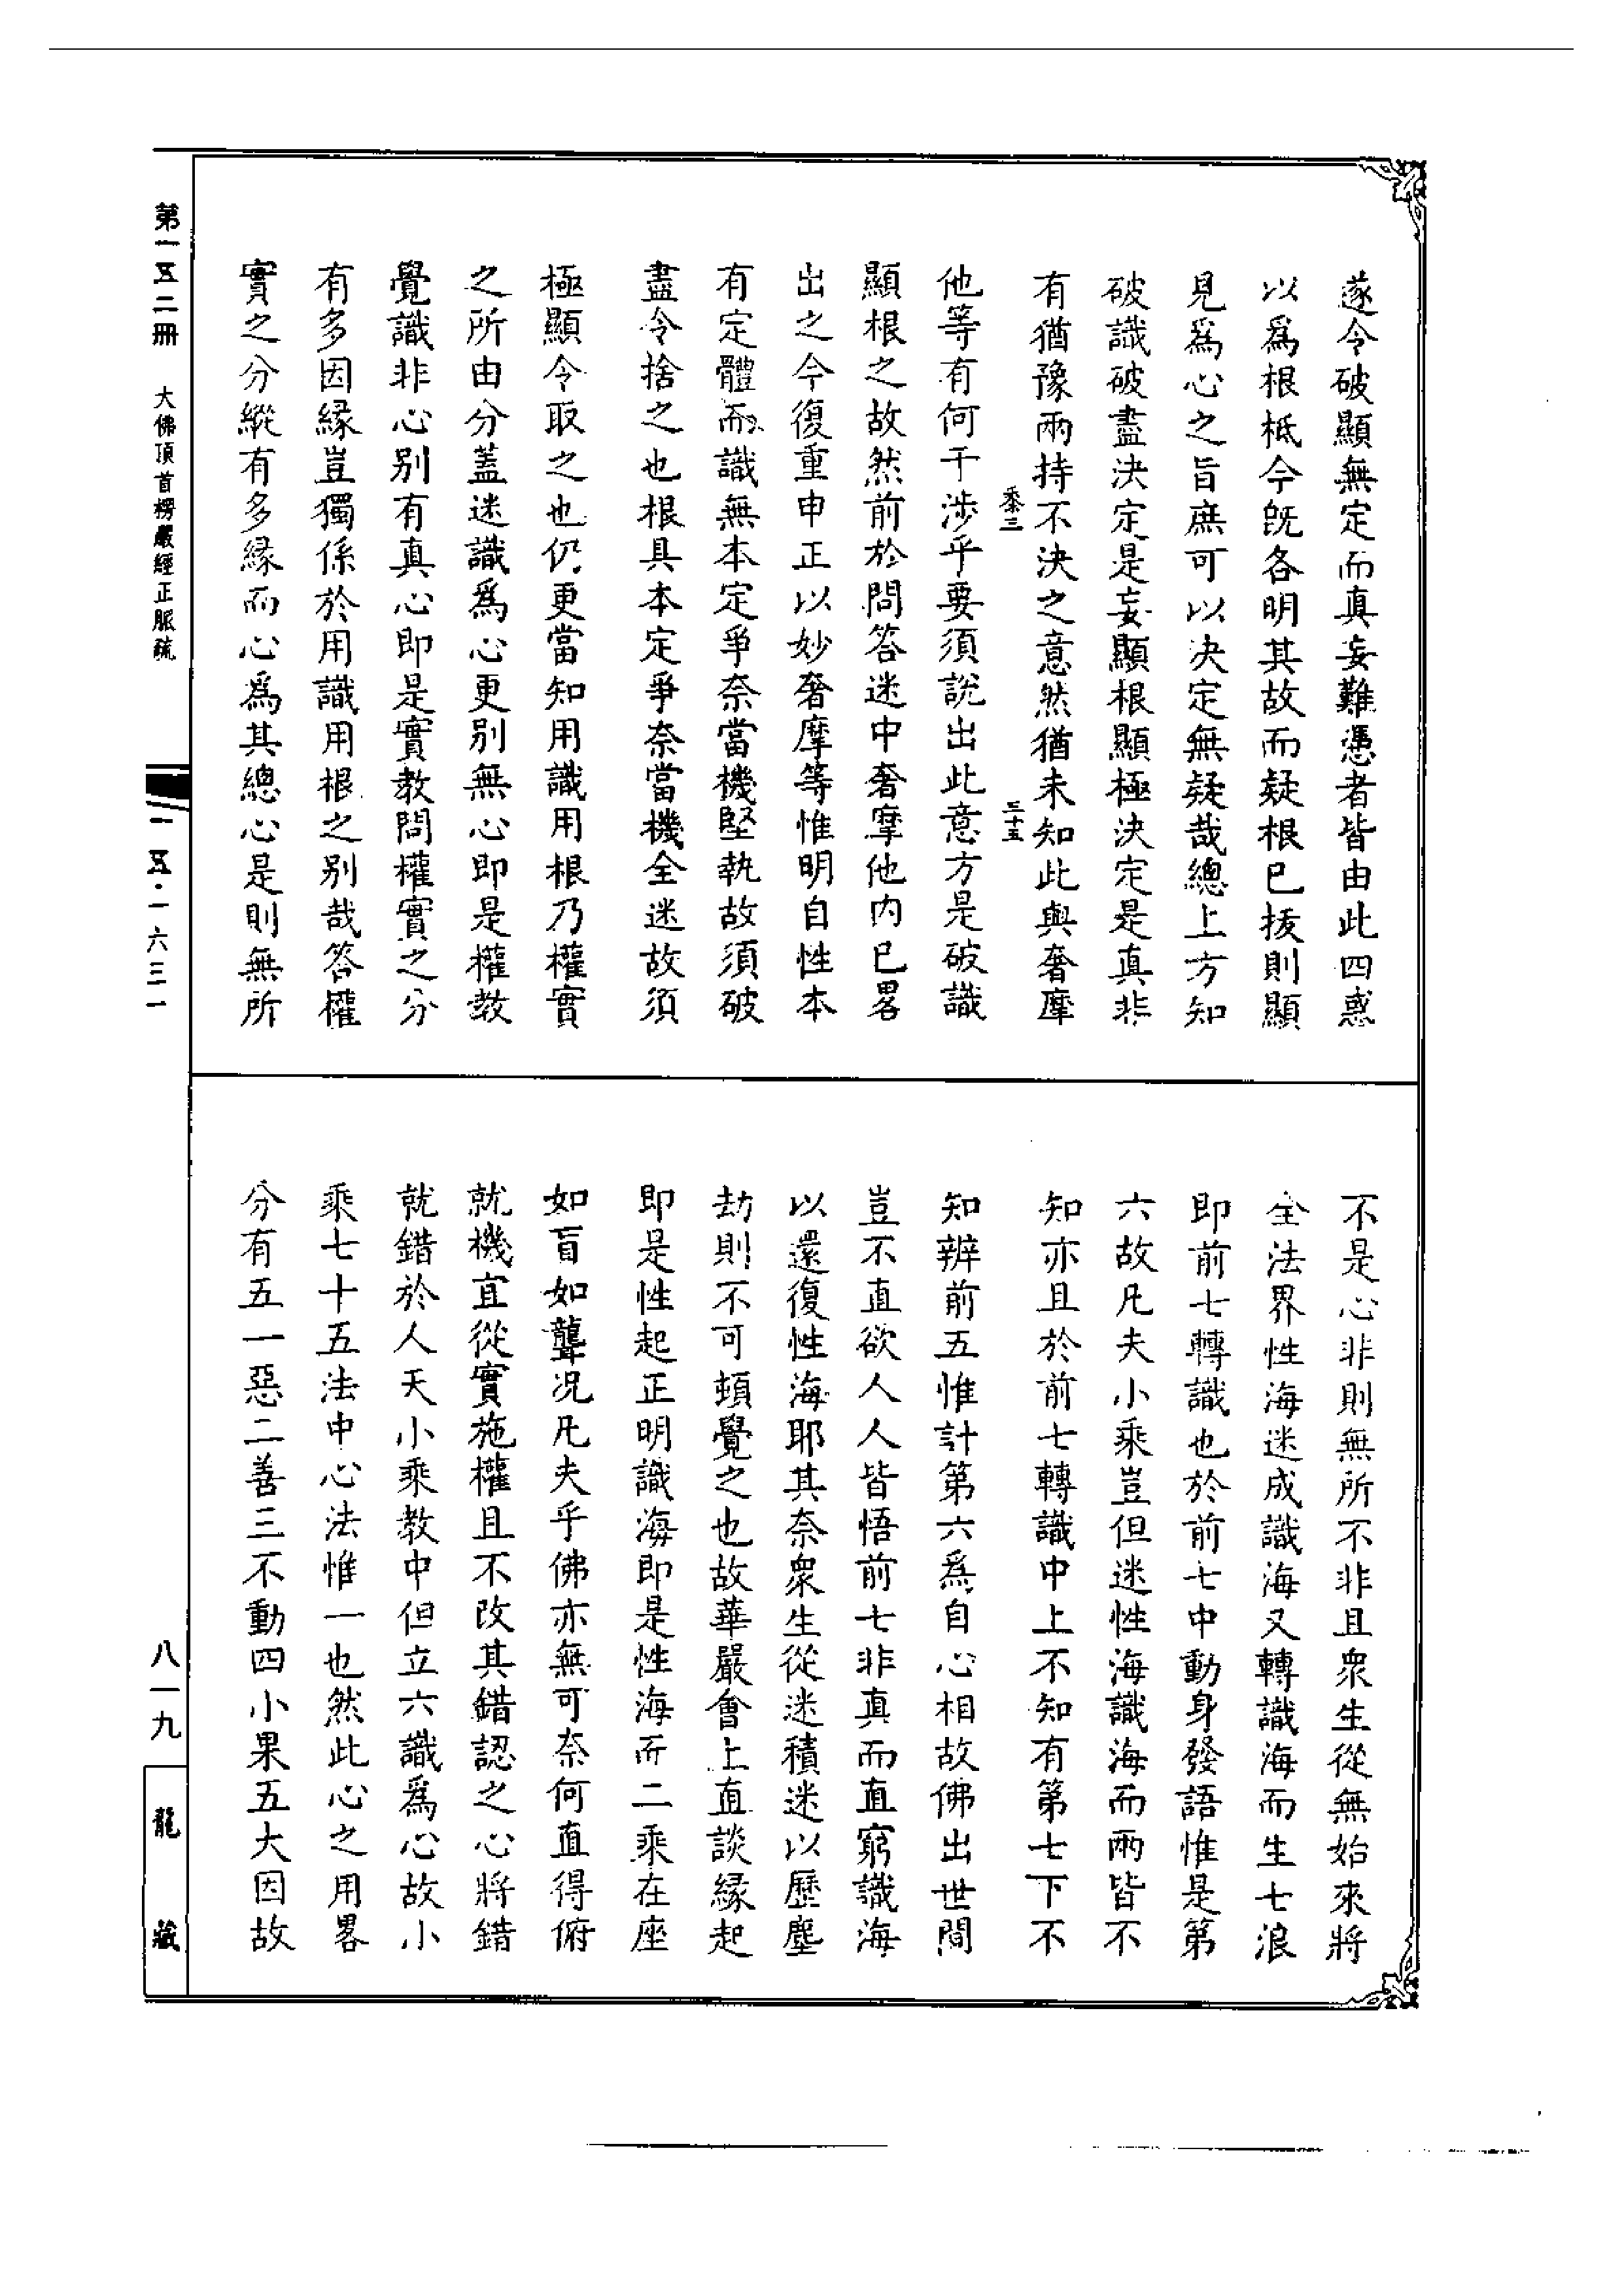 遂令破顯無定而真妄難憑者皆由此四惑
以爲根柢今旣各明其故而疑根已拔則顯
見爲心之旨庶可以决定無疑哉總上方知
破識破盡决定是妄顯根顯極决定是真非
有猶豫兩持不決之意然猶未知此與奢摩
黍三
三十五
他等有何干涉乎要須説出此意方是破識
顯根之故然前於問答迷中奢摩他內已畧
出之今復重申正以妙奢摩等惟明自性本
有定體而識無本定爭奈當機堅執故須破
盡令捨之也根具本定爭奈當機全迷故須
極顯令取之也仍更當知用識用根乃權實
之所由分蓋迷識爲心更別無心即是權教
覺識非心别有真心即是實教問權實之分
有多因緣豈獨係於用識用根之别哉答權
實之分縱有多緣而心爲其總心是則無所
不是心非則無所不非且衆生從無始來將
全法界性海迷成識海又轉識海而生七浪
即前七轉識也於前七中動身發語惟是第
六故凡夫小乘豈但迷性海識海而兩皆不
知亦且於前七轉識中上不知有第七下不
知辨前五惟計第六爲自心相故佛出世間
豈不直欲人人皆悟前七非真而直窮識海
以還復性海耶其奈衆生從迷積迷以歷塵
劫則不可頓覺之也故華嚴會上直談緣起
即是性起正明識海即是性海而二乘在座
如盲如聾况凡夫乎佛亦無可奈何直得俯
就機宜從實施權且不改其錯認之心將錯
就錯於人天小乘教中但立六識爲心故小
乘七十五法中心法惟一也然此心之用畧
分有五一惡二善三不動四小果五大因故
第一五二冊 大佛頂首楞嚴經正脈疏
一五·一六三一
八一九
龍藏